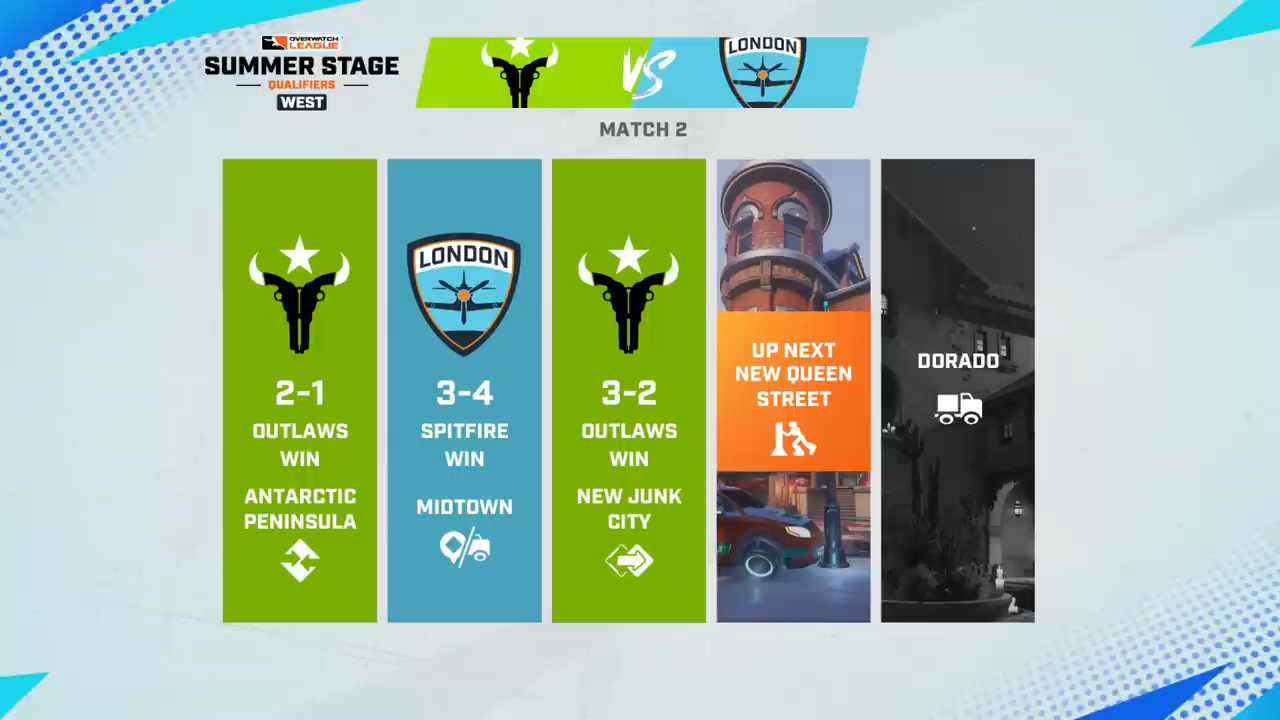 OVERWATCH
LEAGUE
SUMMER STAGE
QUALIFIERS
WEST
VS
LONDON
MATCH 2
2-1
OUTLAWS
WIN
ANTARCTIC
PENINSULA
LONDON
3-4
SPITFIRE
WIN
MIDTOWN
3-2
OUTLAWS
WIN
NEW JUNK
CITY
UP NEXT
NEW QUEEN
STREET
DORADO